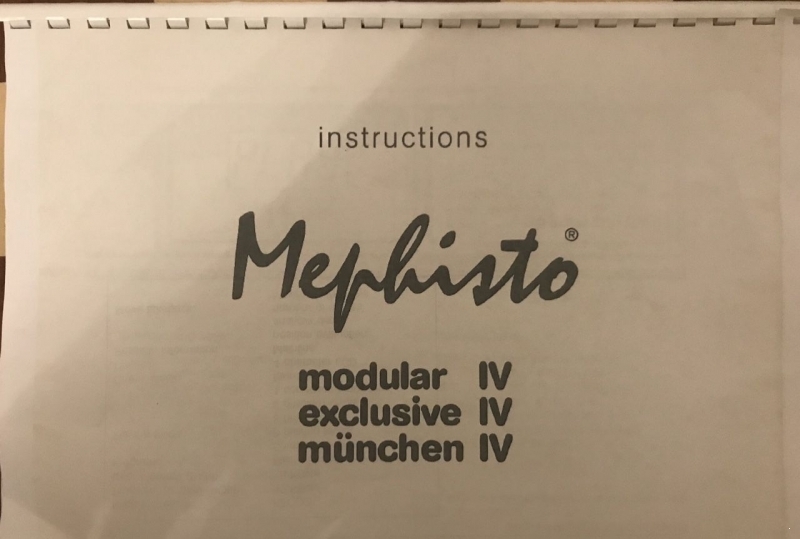 instructions
Mephisto®
modular IV
exclusive IV
münchen IV